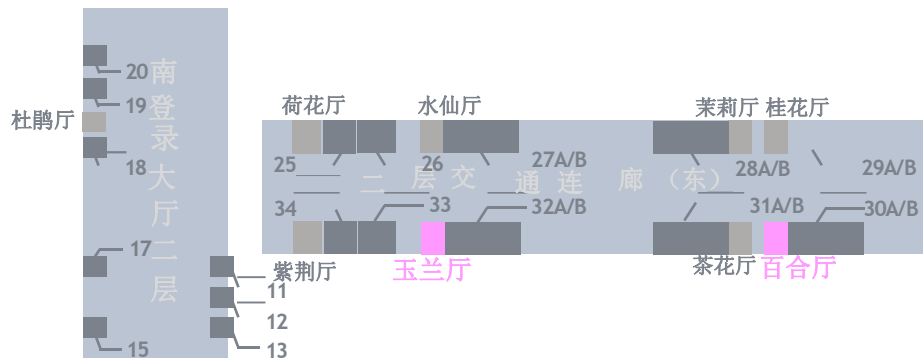 20
南登录大厅二层
19
杜鹃厅
18
17
11
12
15
13
荷花厅
水仙厅
茉莉厅
桂花厅
25
26
27A/B
28A/B
29A/B
二层交通连廊（东）
34
33
32A/B
31A/B
30A/B
紫荆厅
玉兰厅
茶花厅
百合厅